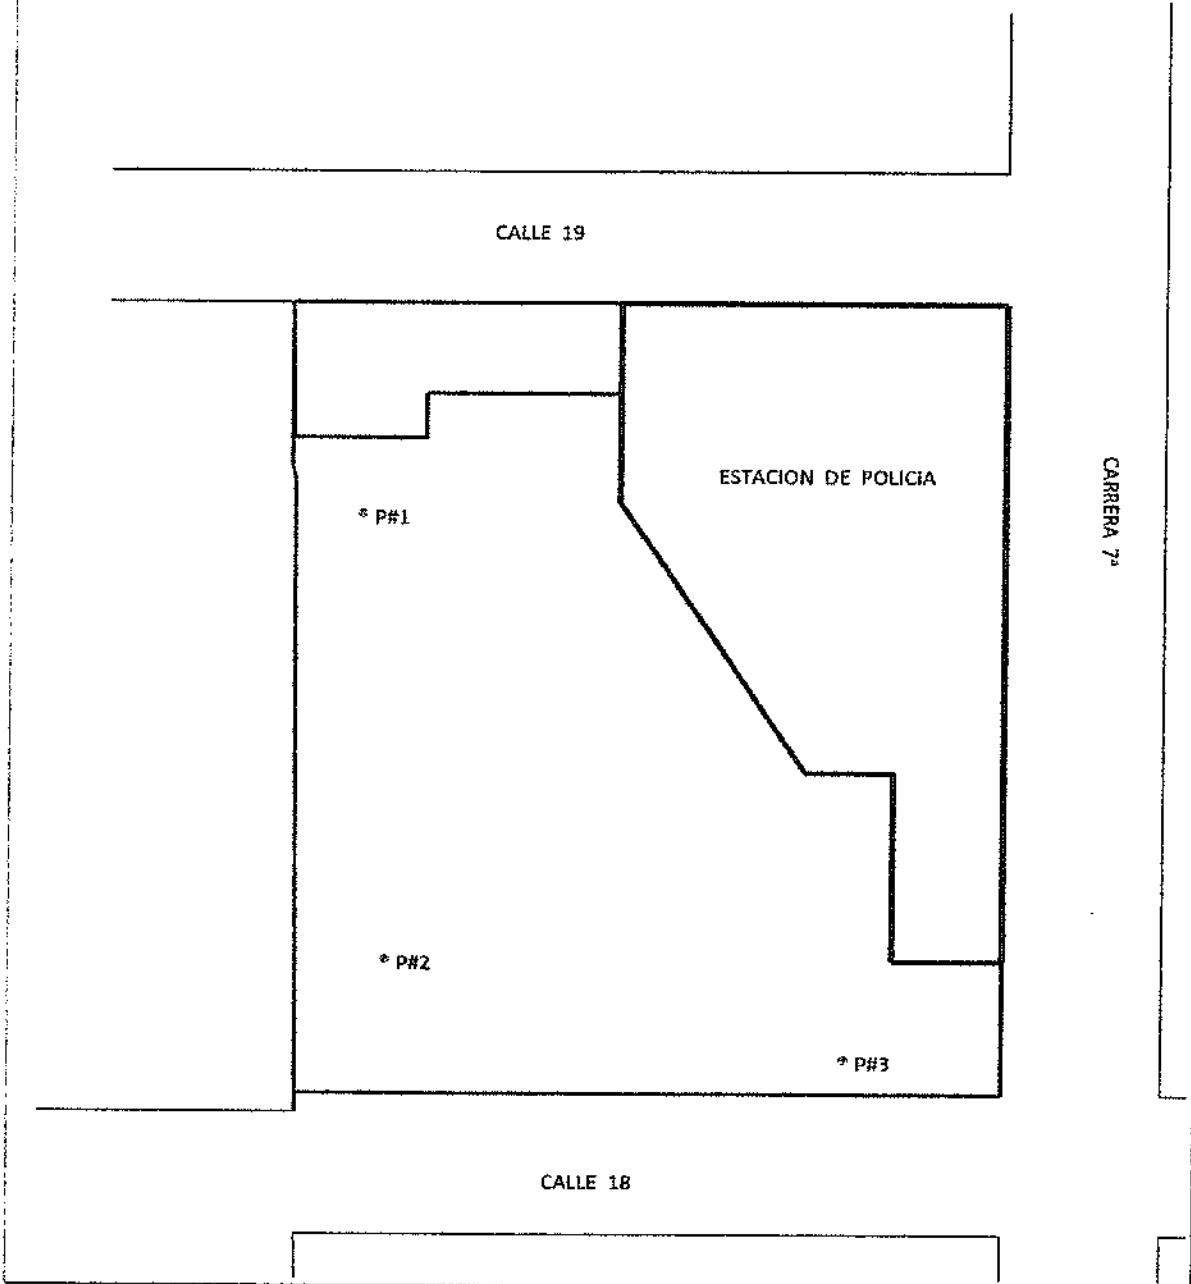 CALLE 19
ESTACION DE POLICIA
CARRERA 7ª
P#1
P#2
P#3
CALLE 18